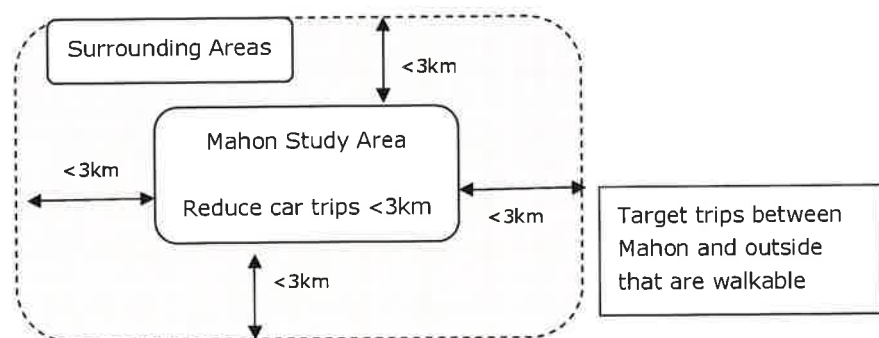 Surrounding Areas
<3km
Mahon Study Area
<3km
Reduce car trips <3km
<3km
Target trips between
Mahon and outside
that are walkable
<3km